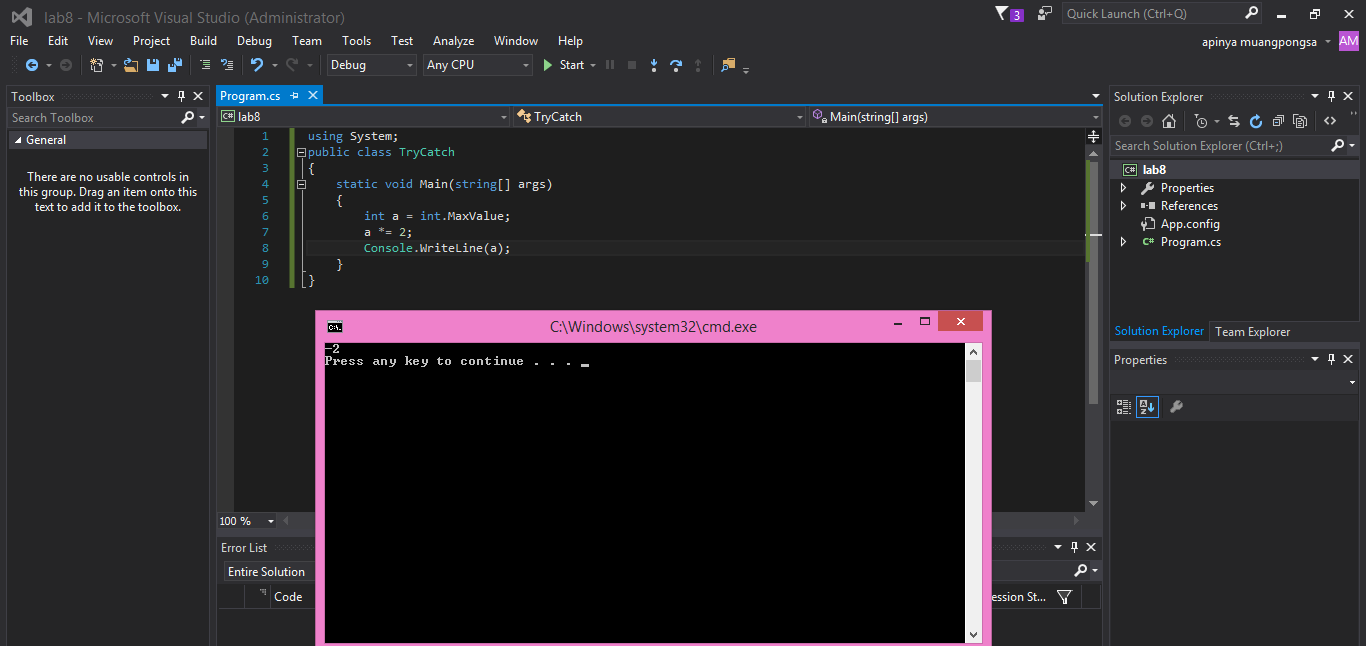 lab8 - Microsoft Visual Studio (Administrator)
3
Quick Launch (Ctrl+Q)
File Edit View Project Build Debug Team Tools Test Analyze Window Help
apinya muangpongsa AM
Debug Any CPU Start
Toolbox
Search Toolbox
General
There are no usable controls in
this group. Drag an item onto this
text to add it to the toolbox.
Program.cs
C# lab8 TryCatch Main(string[] args)
1 using System;
2 public class TryCatch
3 {
4 static void Main(string[] args)
5 {
6 int a = int.MaxValue;
7 a *= 2;
8 Console.WriteLine(a);
9 }
10 }
100 %
Error List
Entire Solution
Code
ession St...
C:\Windows\system32\cmd.exe
-2
Press any key to continue . . . _
Solution Explorer
Search Solution Explorer (Ctrl+;)
C# lab8
Properties
References
App.config
C# Program.cs
Solution Explorer Team Explorer
Properties